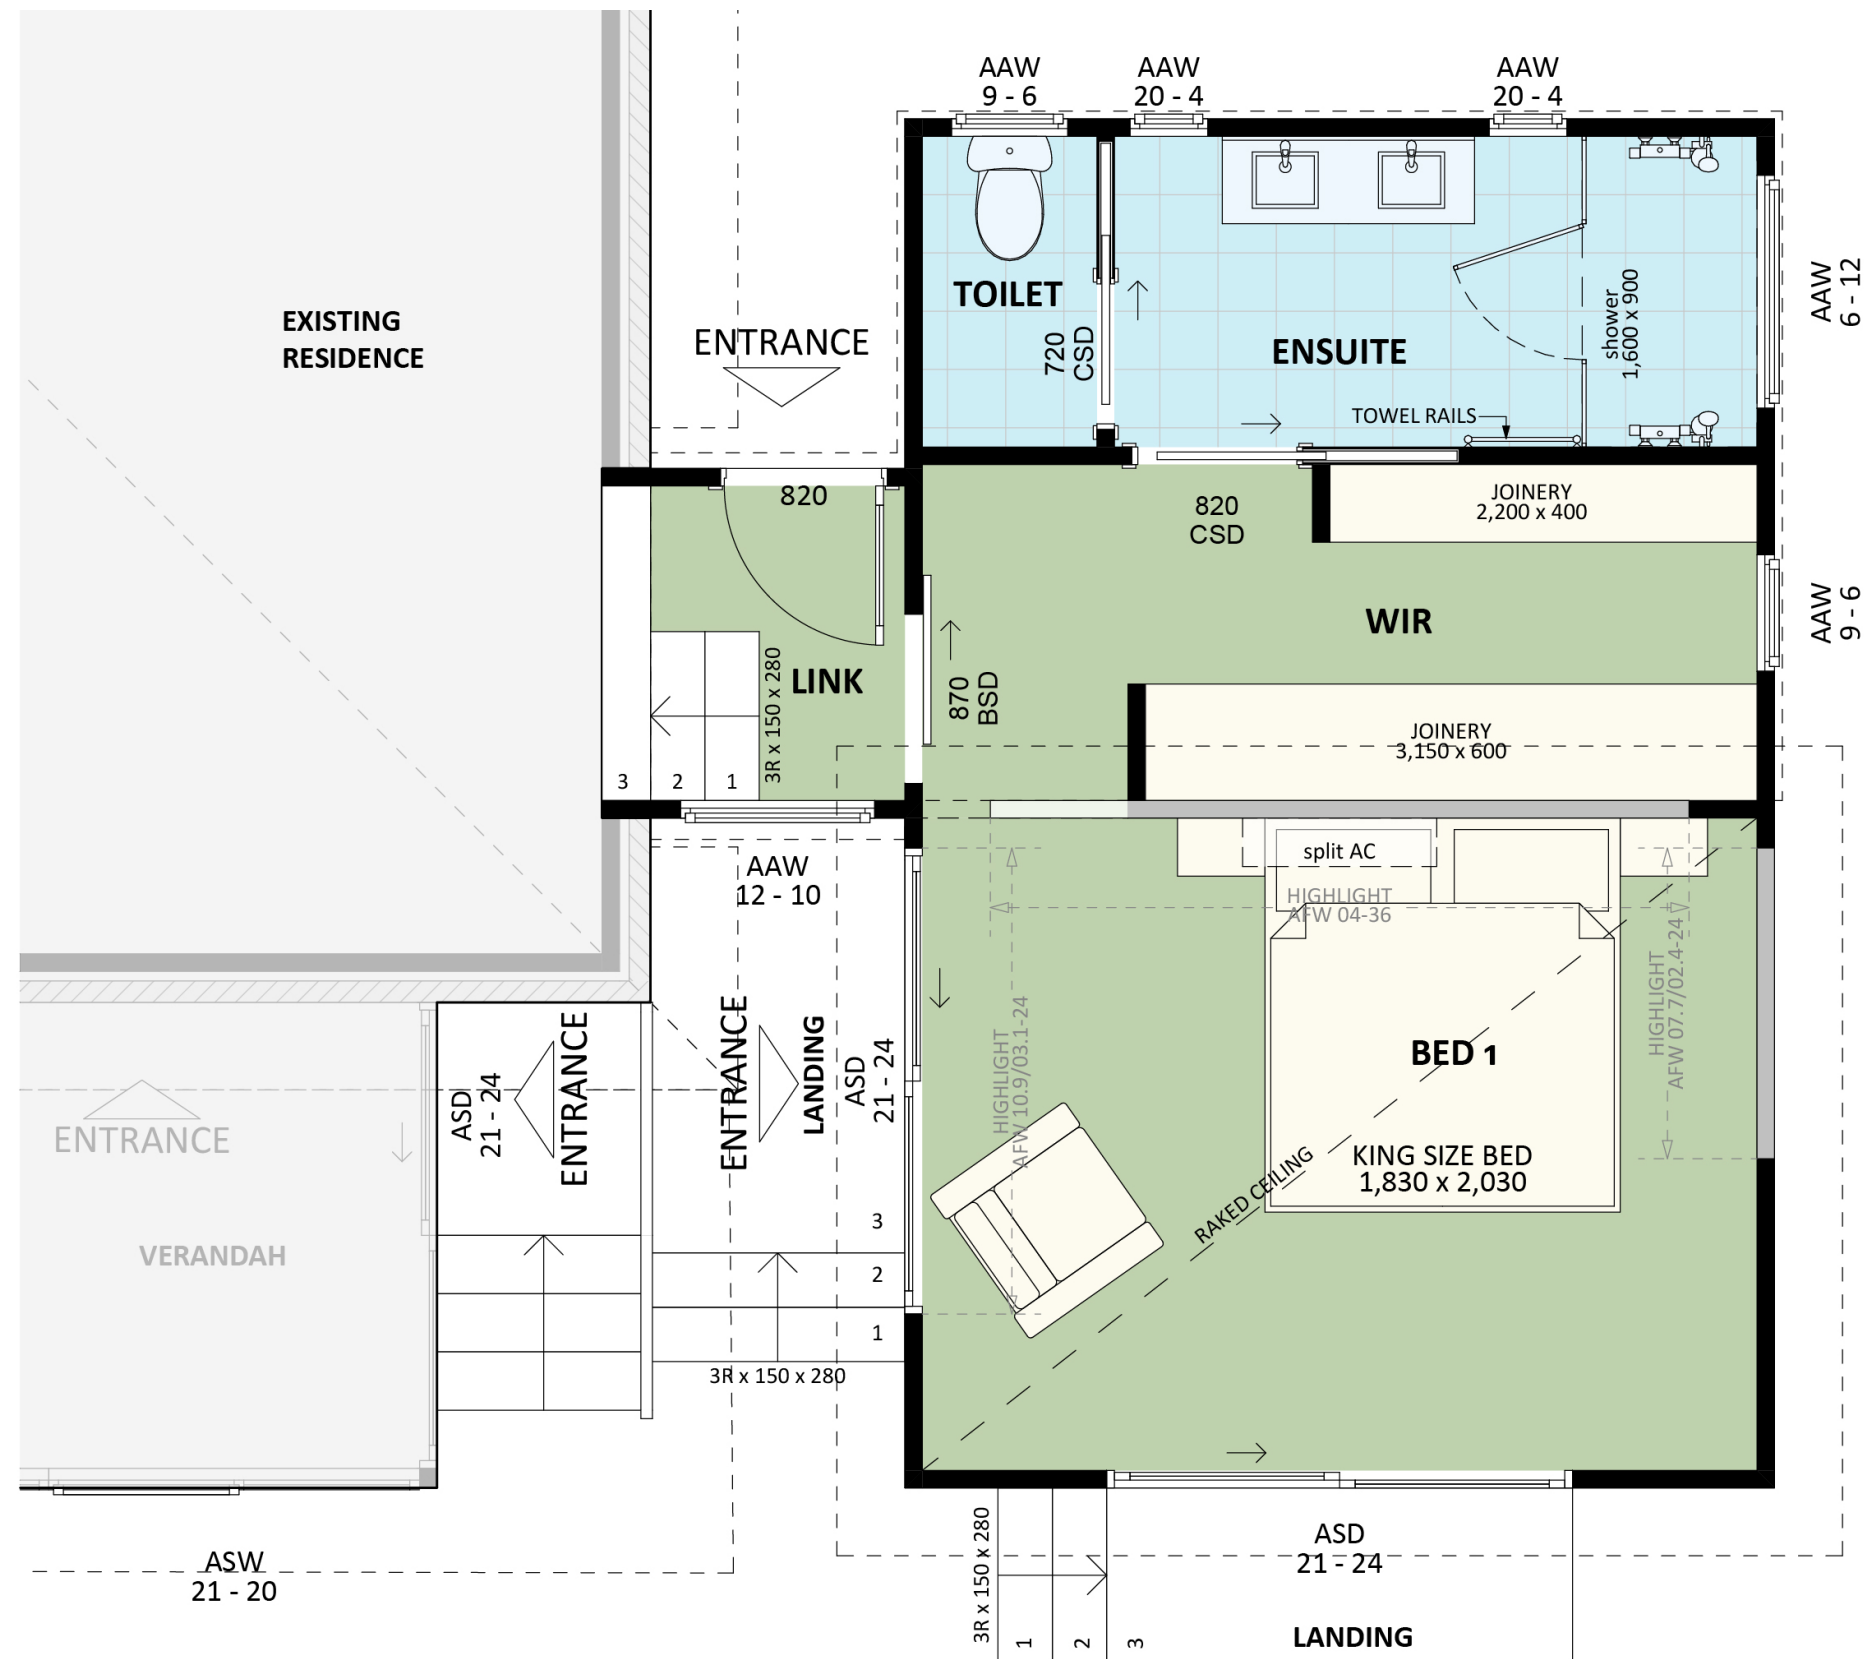 AAW
9 - 6
AAW
20 - 4
AAW
20 - 4
EXISTING
RESIDENCE
ENTRANCE
TOILET
720
CSD
ENSUITE
shower
1,600 x 900
AAW
6 - 12
TOWEL RAILS
820
820
CSD
JOINERY
2,200 x 400
WIR
AAW
9 - 6
LINK
3R x 150 x 280
870
BSD
JOINERY
3,150 x 600
3
2
1
AAW
12 - 10
split AC
HIGHLIGHT
AFW 04-36
HIGHLIGHT
AFW 07.7/02.4-24
HIGHLIGHT
AFW 10.9/03.1-24
BED 1
KING SIZE BED
1,830 x 2,030
RAKED CEILING
ENTRANCE
VERANDAH
ASD
21 - 24
ENTRANCE
ENTRANCE
LANDING
ASD
21 - 24
3
2
1
3R x 150 x 280
ASW
21 - 20
3R x 150 x 280
1
2
3
ASD
21 - 24
LANDING